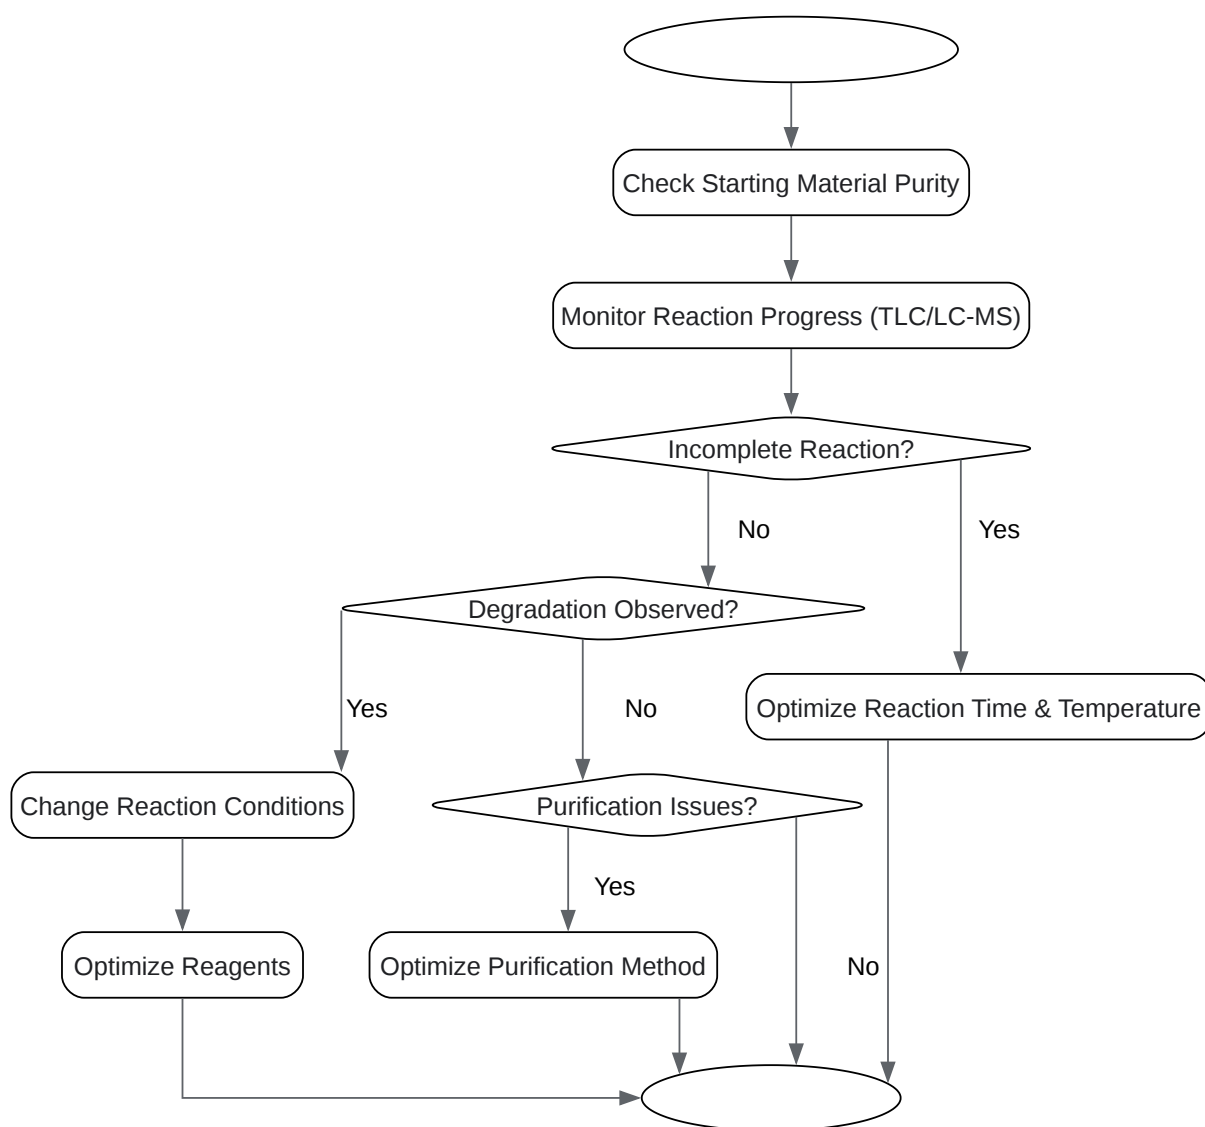 Check Starting Material Purity
Monitor Reaction Progress (TLC/LC-MS)
Incomplete Reaction?
No
Yes
Degradation Observed?
Yes
No
Optimize Reaction Time & Temperature
Change Reaction Conditions
Purification Issues?
Yes
Optimize Reagents
Optimize Purification Method
No